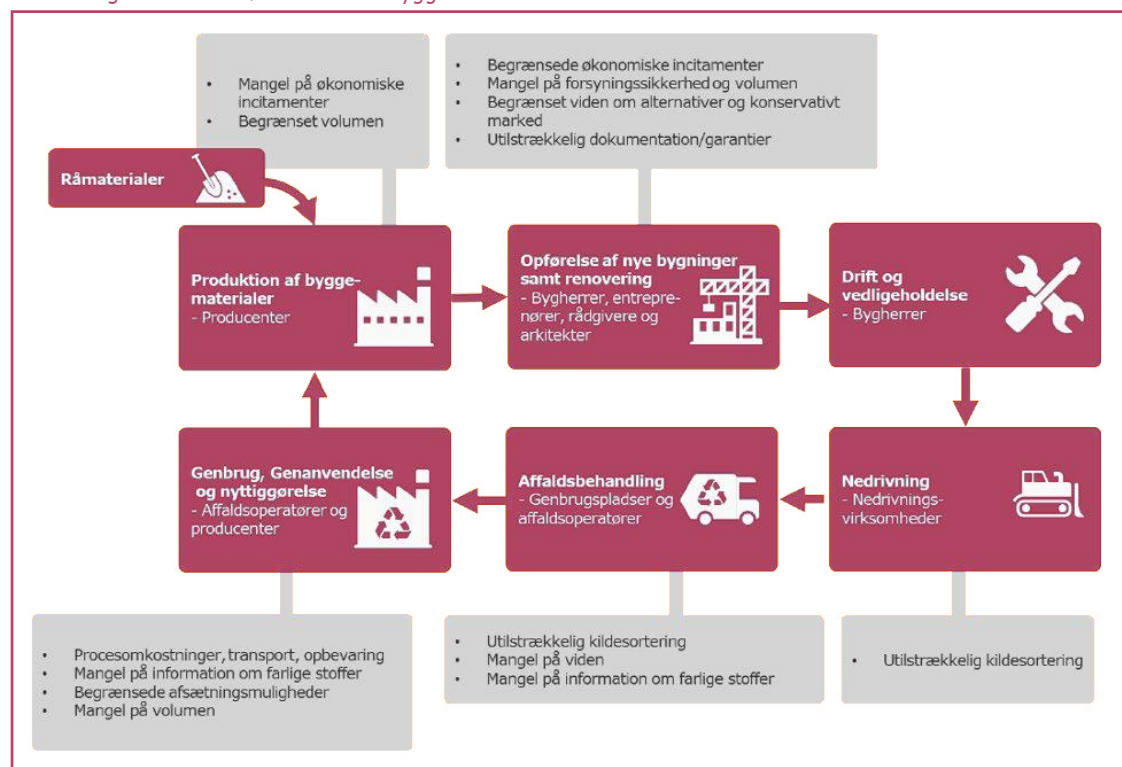 • Mangel på økonomiske
incitamenter
• Begrænset volumen
• Begrænsede økonomiske incitamenter
• Mangel på forsyningssikkerhed og volumen
• Begrænset viden om alternativer og konservativt
marked
• Utilstrækkelig dokumentation/garantier
Råmaterialer
Produktion af bygge-
materialer
- Producenter
Opførelse af nye bygninger
samt renovering
- Bygherrer, entrepre-
nører, rådgivere og
arkitekter
Drift og
vedligeholdelse
- Bygherrer
Genbrug, Genanvendelse
og nyttiggørelse
- Affaldsoperatører og
producenter
Affaldsbehandling
- Genbrugspladser og
affaldsoperatører
Nedrivning
- Nedrivnings-
virksomheder
• Procesomkostninger, transport, opbevaring
• Mangel på information om farlige stoffer
• Begrænsede afsætningsmuligheder
• Mangel på volumen
• Utilstrækkelig kildesortering
• Mangel på viden
• Mangel på information om farlige stoffer
• Utilstrækkelig kildesortering